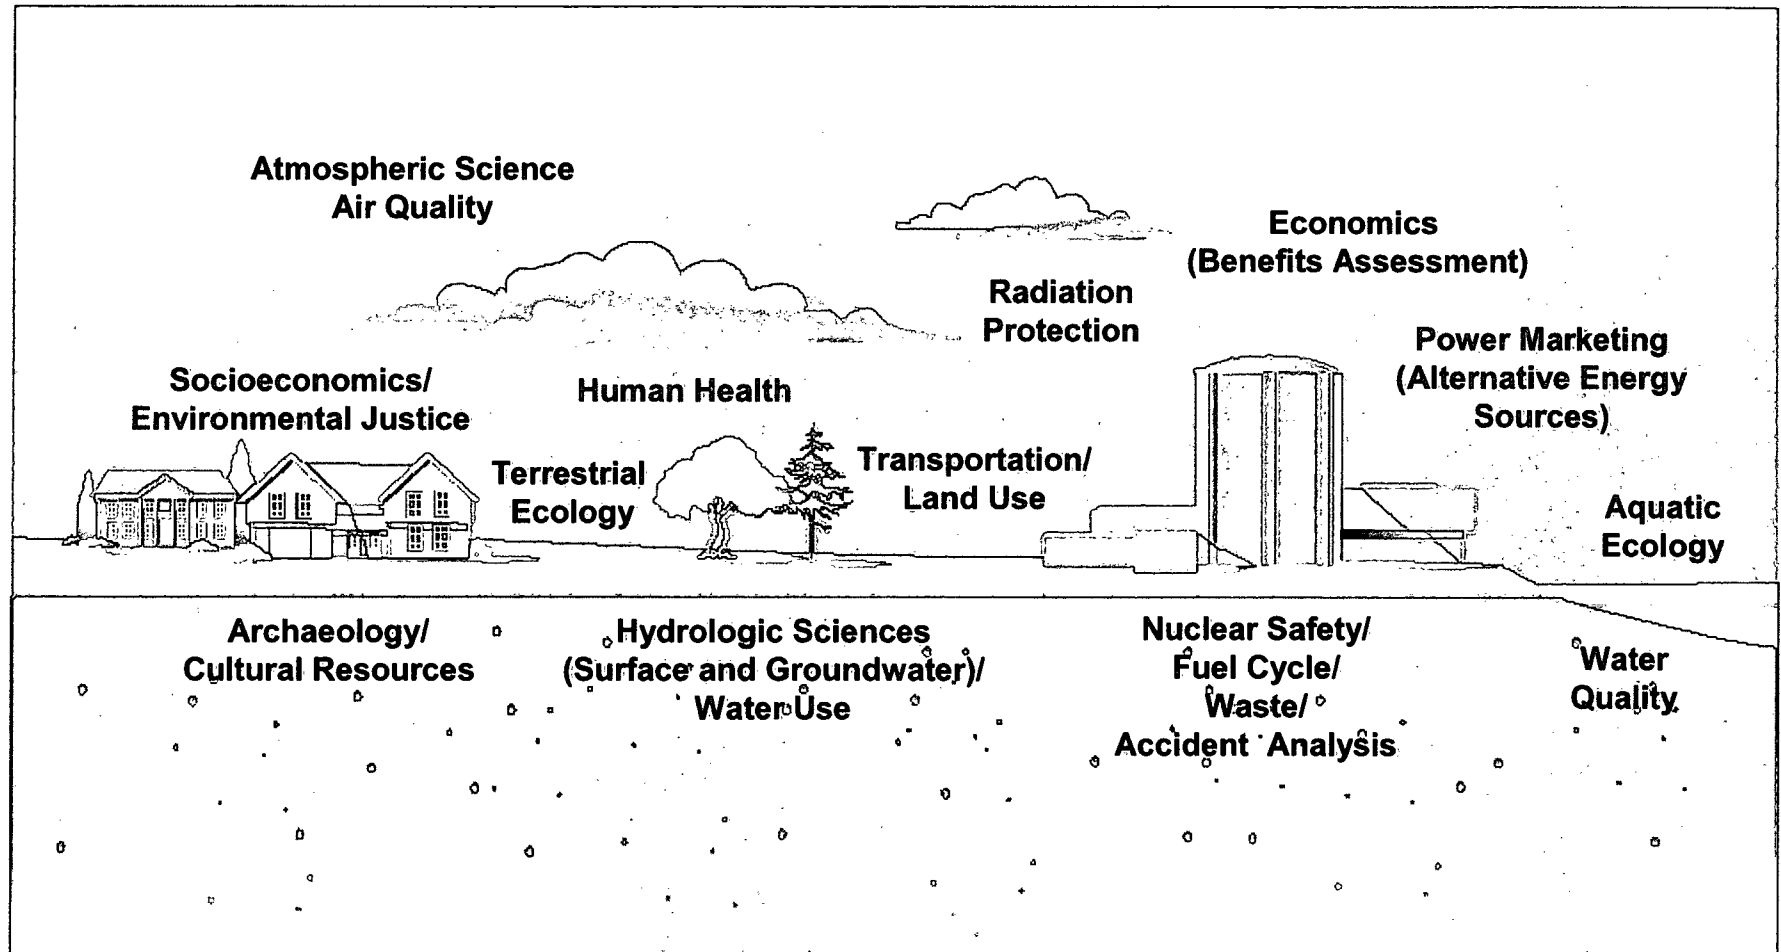 Atmospheric Science
Air Quality
Economics
(Benefits Assessment)
Radiation
Protection
Power Marketing
(Alternative Energy
Sources)
Socioeconomics/
Environmental Justice
Human Health
Terrestrial
Ecology
Transportation/
Land Use
Aquatic
Ecology
Archaeology/
Cultural Resources
Hydrologic Sciences
(Surface and Groundwater)/
Water Use
Nuclear Safety/
Fuel Cycle/
Waste/
Accident Analysis
Water
Quality